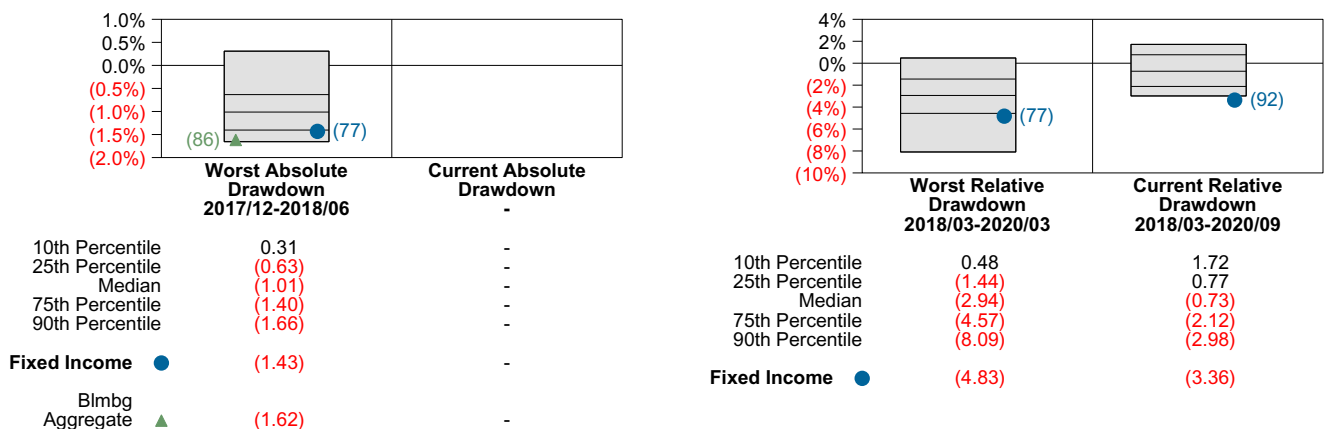 1.0%
0.5%
0.0%
(0.5%)
(1.0%)
(1.5%)
(2.0%)
(86)
(77)
Worst Absolute Current Absolute
Drawdown Drawdown
2017/12-2018/06 -
10th Percentile 0.31 -
25th Percentile (0.63) -
Median (1.01) -
75th Percentile (1.40) -
90th Percentile (1.66) -
Fixed Income (1.43) -
Blmbg
Aggregate (1.62) -
4%
2%
0%
(2%)
(4%)
(6%)
(8%)
(10%)
(77)
(92)
Worst Relative Current Relative
Drawdown Drawdown
2018/03-2020/03 2018/03-2020/09
10th Percentile 0.48 1.72
25th Percentile (1.44) 0.77
Median (2.94) (0.73)
75th Percentile (4.57) (2.12)
90th Percentile (8.09) (2.98)
Fixed Income (4.83) (3.36)